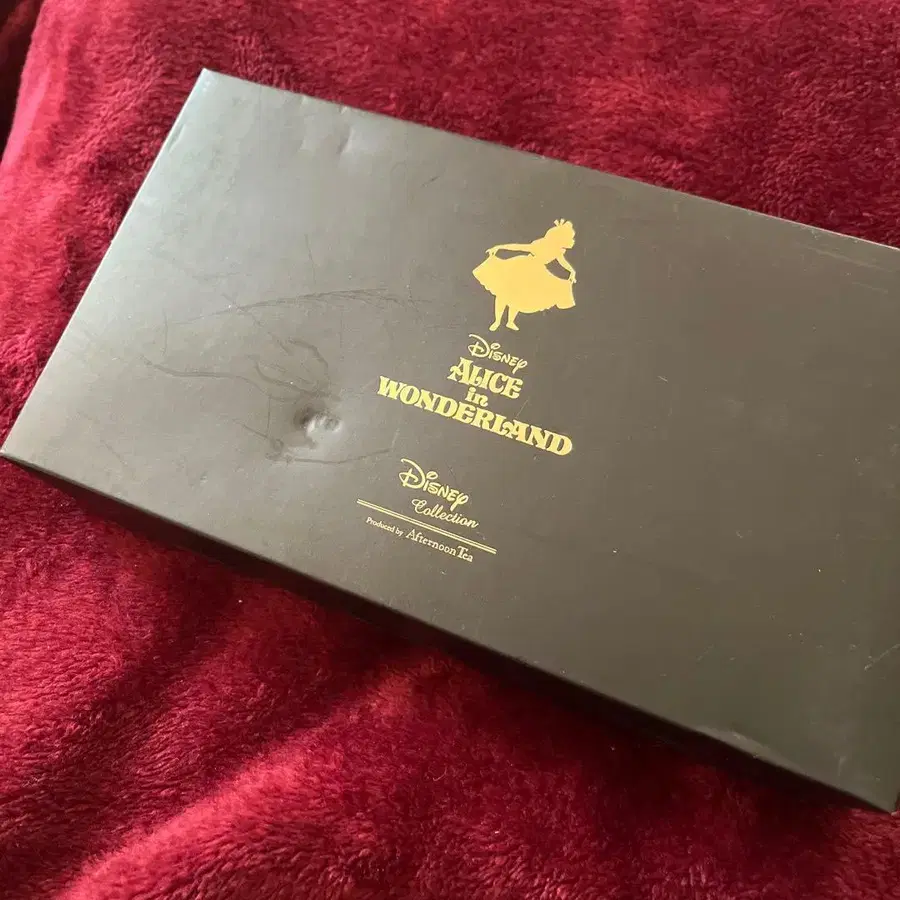 Disney
ALICE
in
WONDERLAND
Disney
Collection
Produced by Afternoon Tea